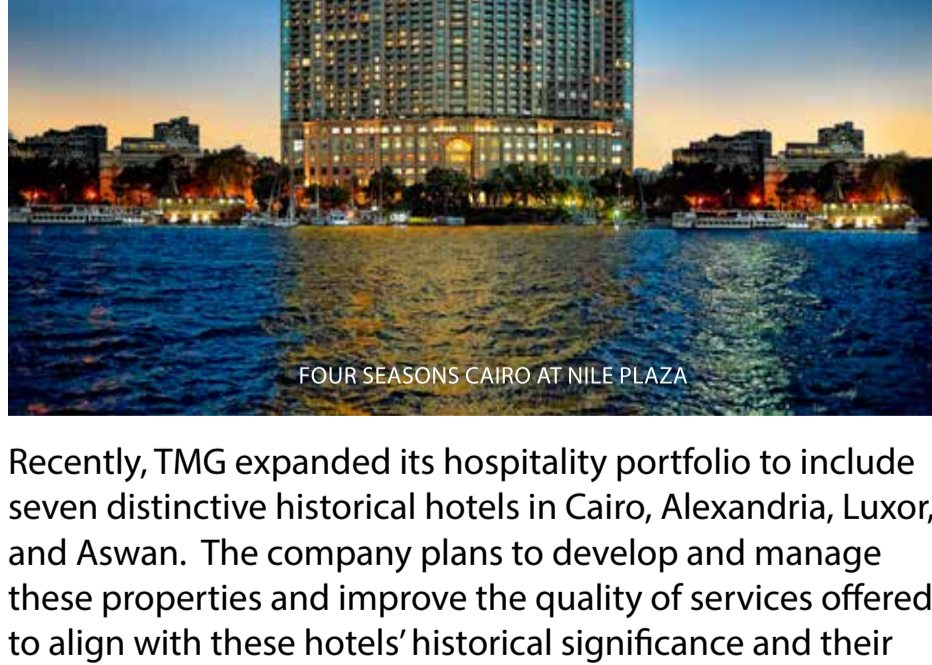 FOUR SEASONS CAIRO AT NILE PLAZA
Recently, TMG expanded its hospitality portfolio to include
seven distinctive historical hotels in Cairo, Alexandria, Luxor,
and Aswan.  The company plans to develop and manage
these properties and improve the quality of services offered
to align with these hotels’ historical significance and their